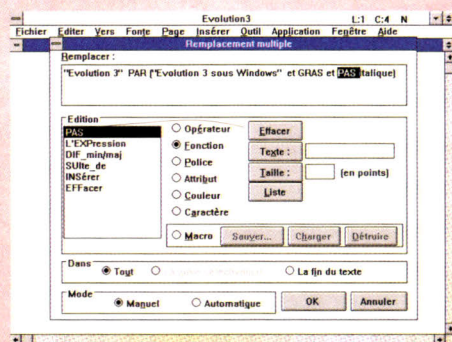 Evolution3 L:1 C:4 N
Fichier Editer Vers Fonte Page Insérer Outil Application Fenêtre Aide
Remplacement multiple
Remplacer :
"Evolution 3" PAR ("Evolution 3 sous Windows" et GRAS et PAS italique)
Edition
PAS
L'EXPression
DIF_min/maj
SUIte_de
INSérer
EFFacer
Opérateur
Fonction
Police
Attribut
Couleur
Caractère
Effacer
Texte :
Taille : (en points)
Liste
Macro Sauver... Charger Détruire
Dans
Tout La fin du texte
Mode
Manuel Automatique OK Annuler